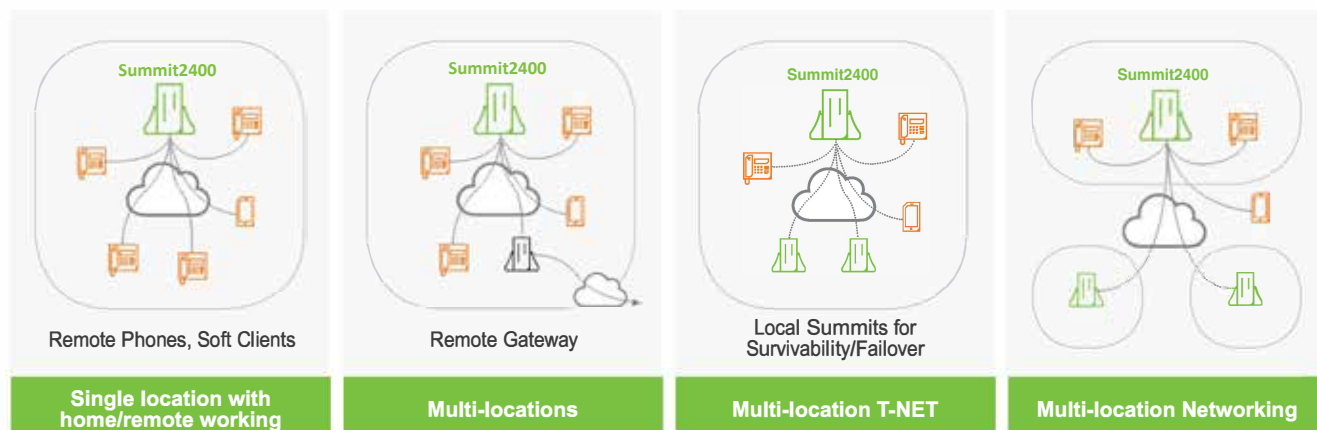 Summit2400
Remote Phones, Soft Clients
Single location with
home/remote working
Summit2400
Remote Gateway
Multi-locations
Summit2400
Local Summits for
Survivability/Failover
Multi-location T-NET
Summit2400
Multi-location Networking